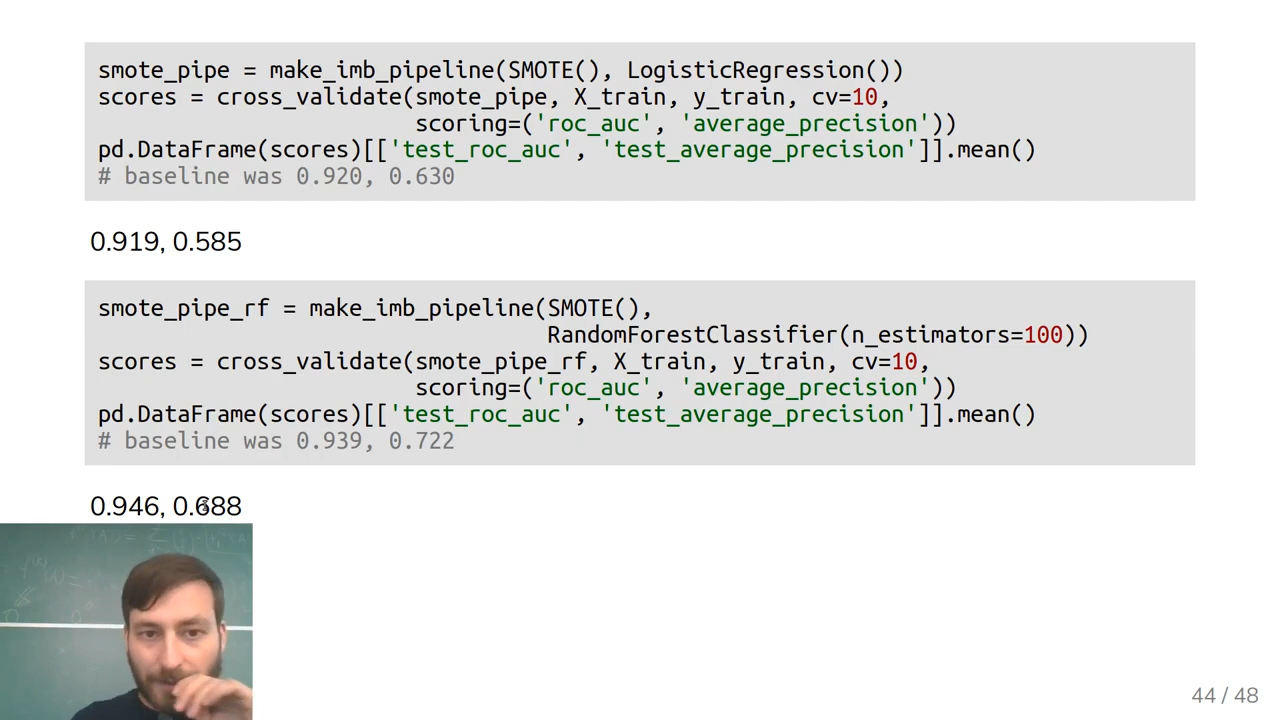 smote_pipe = make_imb_pipeline(SMOTE(), LogisticRegression())
scores = cross_validate(smote_pipe, X_train, y_train, cv=10,
scoring=('roc_auc', 'average_precision'))
pd.DataFrame(scores)[['test_roc_auc', 'test_average_precision']].mean()
# baseline was 0.920, 0.630
0.919, 0.585
smote_pipe_rf = make_imb_pipeline(SMOTE(),
RandomForestClassifier(n_estimators=100))
scores = cross_validate(smote_pipe_rf, X_train, y_train, cv=10,
scoring=('roc_auc', 'average_precision'))
pd.DataFrame(scores)[['test_roc_auc', 'test_average_precision']].mean()
# baseline was 0.939, 0.722
0.946, 0.688
44 / 48